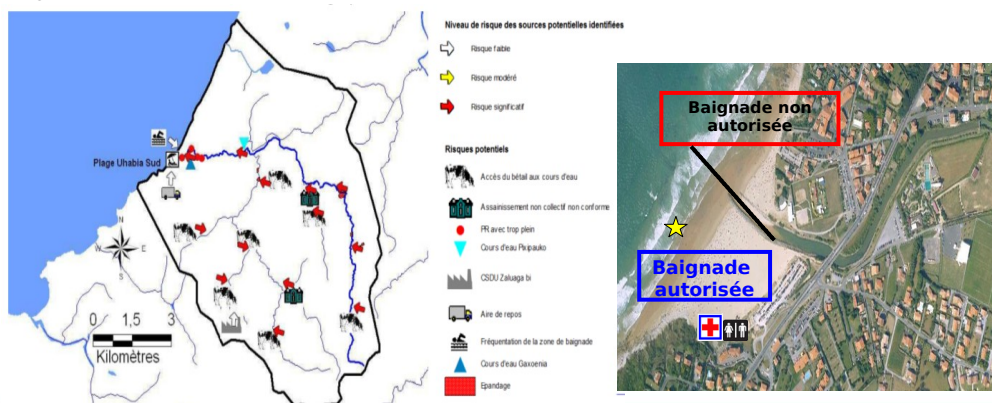 Niveau de risque des sources potentielles identifiées
Risque faible
Risque modéré
Risque significatif
Risques potentiels
Accès du bétail aux cours d'eau
Assainissement non collectif non conforme
PR avec trop plein
Cours d'eau Pxipauko
CSDU Zaluaga bi
Aire de repos
Fréquentation de la zone de baignade
Cours d'eau Gaxoenia
Epandage
Plage Uhabia Sud
N
W
E
S
0 1,5 3
Kilomètres
Baignade non
autorisée
Baignade
autorisée